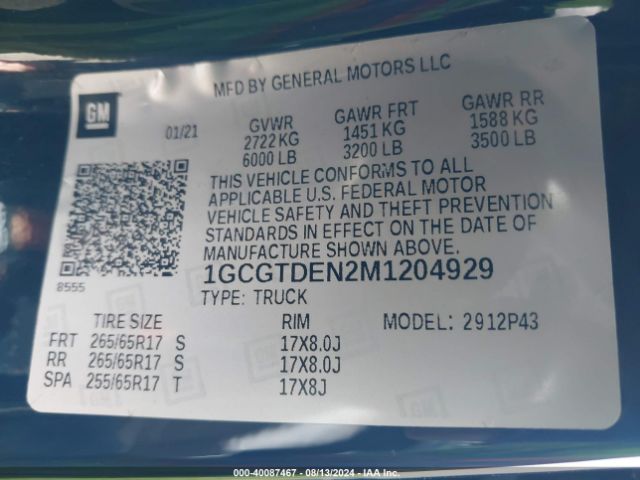 MFD BY GENERAL MOTORS LLC
GM
01/21 GVWR GAWR FRT GAWR RR
2722 KG 1451 KG 1588 KG
6000 LB 3200 LB 3500 LB
THIS VEHICLE CONFORMS TO ALL
APPLICABLE U.S. FEDERAL MOTOR
VEHICLE SAFETY AND THEFT PREVENTION
STANDARDS IN EFFECT ON THE DATE OF
MANUFACTURE SHOWN ABOVE.
8555
1GCGTDEN2M1204929
TYPE: TRUCK
TIRE SIZE RIM MODEL: 2912P43
FRT 265/65R17 S 17X8.0J
RR 265/65R17 S 17X8.0J
SPA 255/65R17 T 17X8J
GM
000-40087467 - 08/13/2024 - IAA Inc.